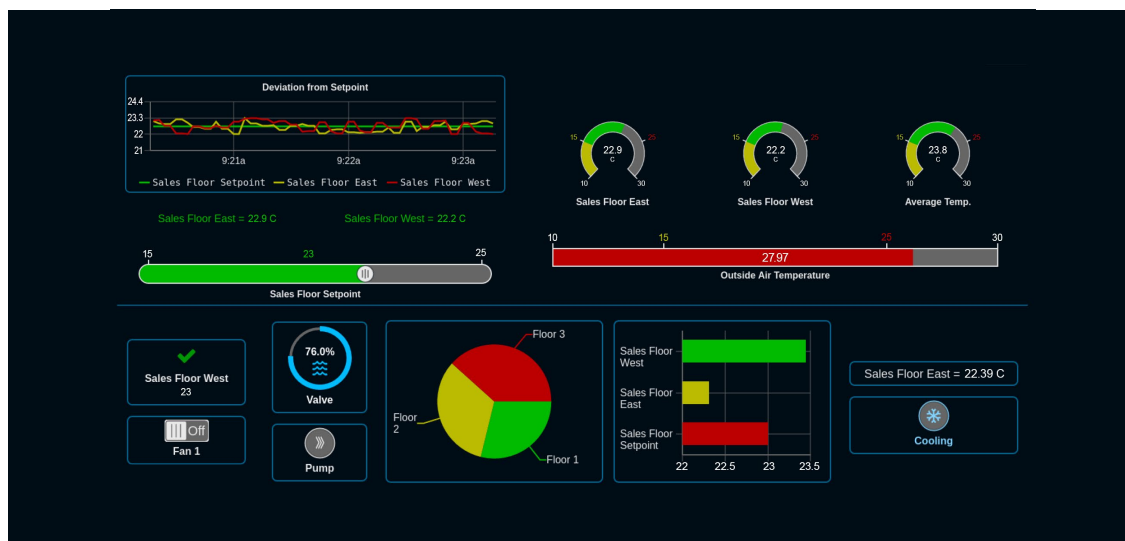 Deviation from Setpoint
24.4
23.3
22
21
9:21a 9:22a 9:23a
Sales Floor Setpoint Sales Floor East Sales Floor West
Sales Floor East = 22.9 C
Sales Floor West = 22.2 C
15 23 25
Sales Floor Setpoint
15 25
22.9
C
10 30
Sales Floor East
15 25
22.2
C
10 30
Sales Floor West
15 25
23.8
C
10 30
Average Temp.
10 15 25 30
27.97
Outside Air Temperature
Sales Floor West
23
Off
Fan 1
76.0%
Valve
Pump
Floor 3
Floor
2
Floor 1
Sales Floor
West
Sales Floor
East
Sales Floor
Setpoint
22 22.5 23 23.5
Sales Floor East = 22.39 C
Cooling